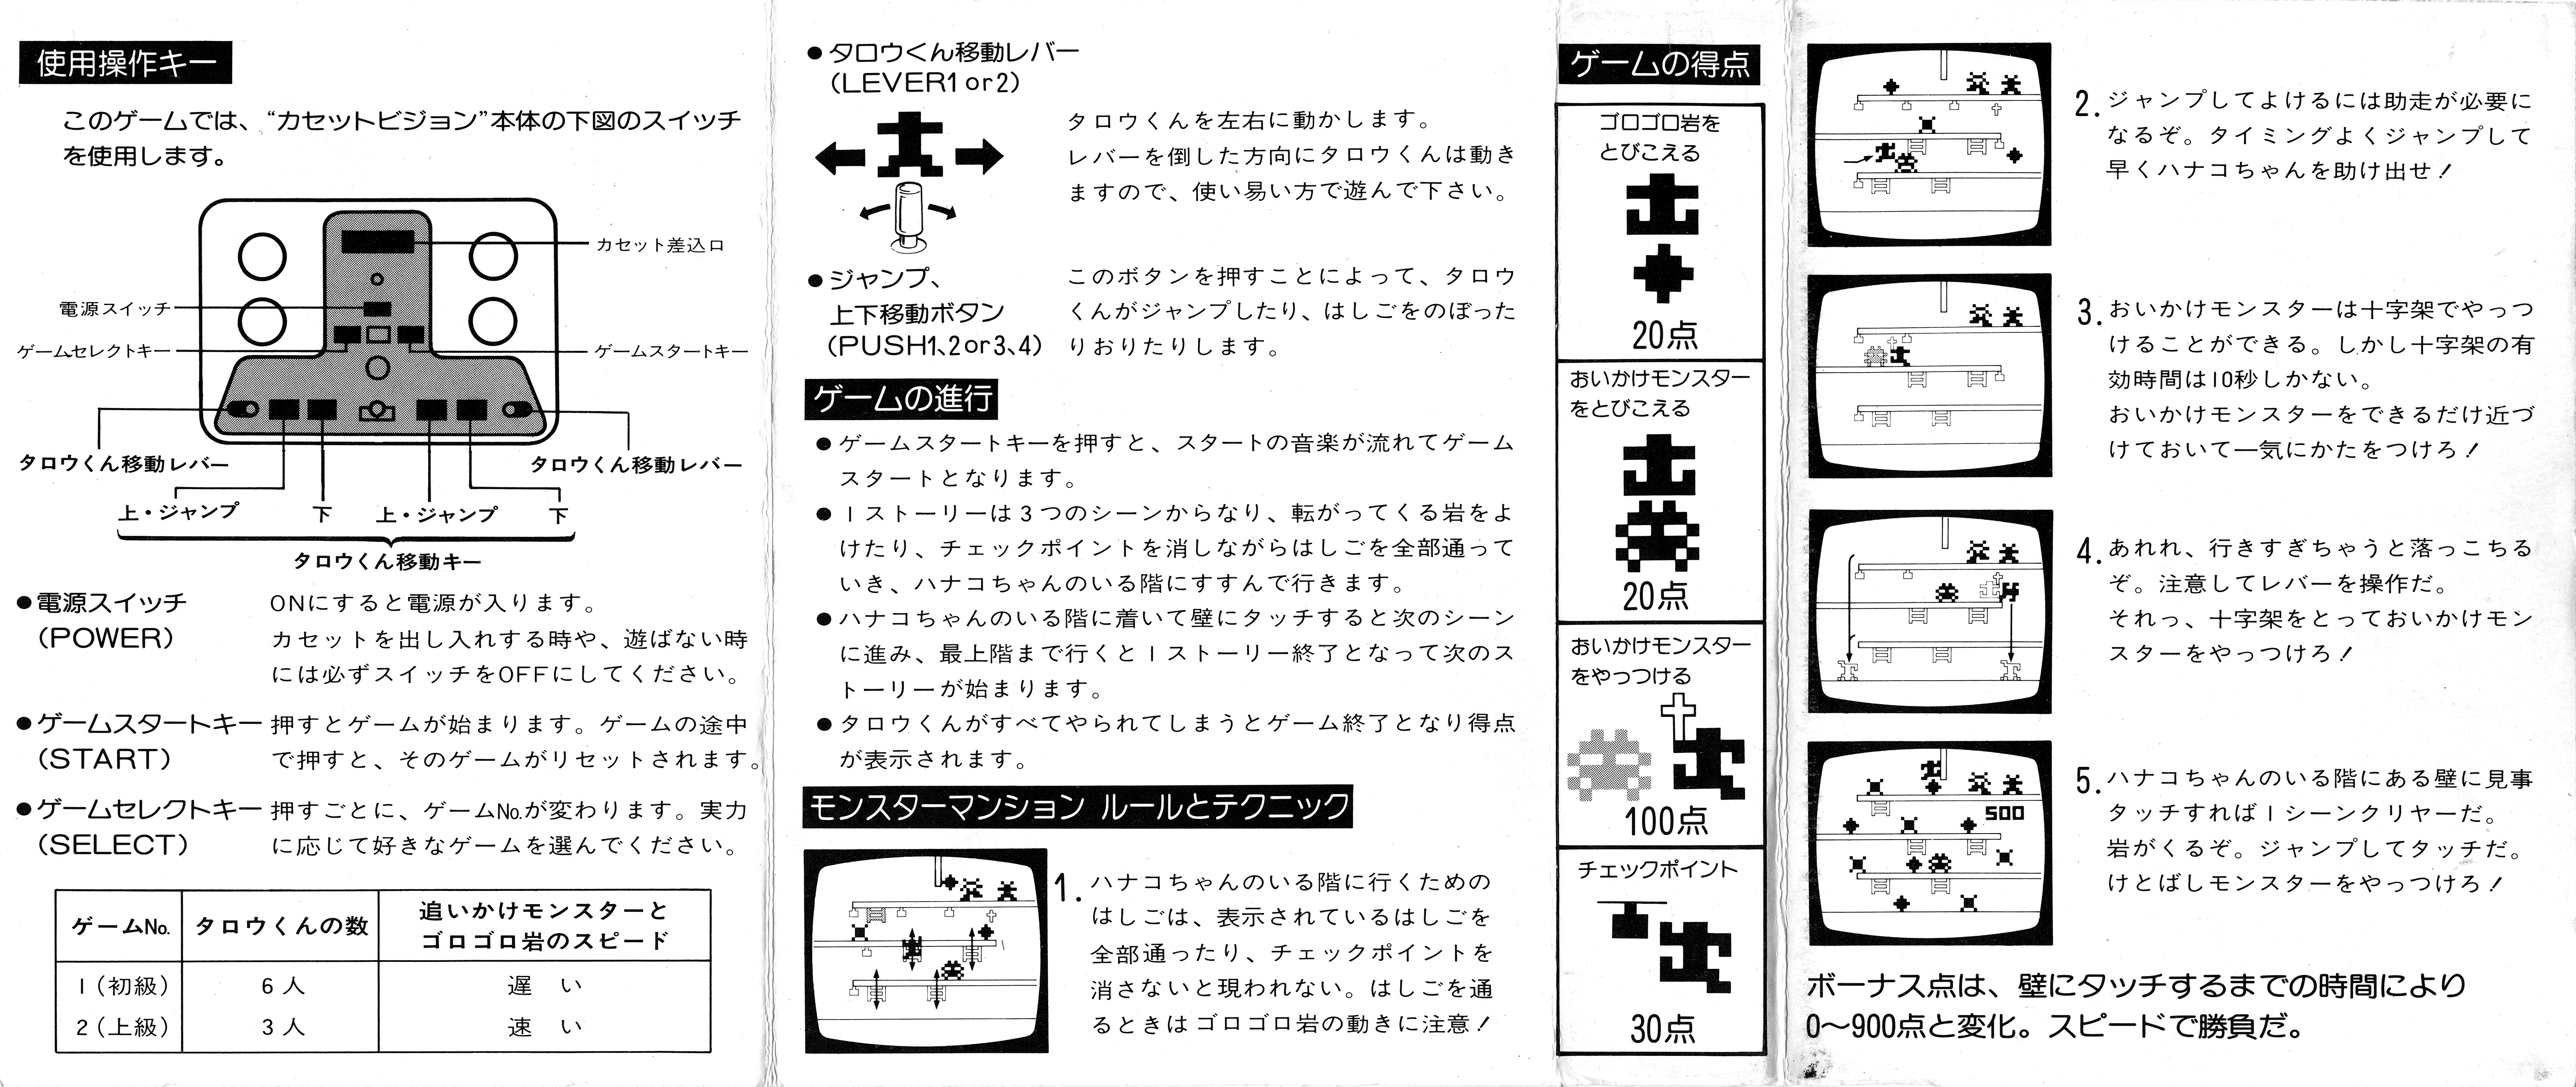 使用操作キー
このゲームでは、“カセットビジョン”本体の下図のスイッチ
を使用します。
カセット差込口
電源スイッチ
ゲームセレクトキー
ゲームスタートキー
タロウくん移動レバー
タロウくん移動レバー
上・ジャンプ
下
上・ジャンプ
下
タロウくん移動キー
●電源スイッチ
(POWER)
ONにすると電源が入ります。
カセットを出し入れする時や、遊ばない時
には必ずスイッチをOFFにしてください。
●ゲームスタートキー
(START)
押すとゲームが始まります。ゲームの途中
で押すと、そのゲームがリセットされます。
●ゲームセレクトキー
(SELECT)
押すごとに、ゲームNo.が変わります。実力
に応じて好きなゲームを選んでください。
ゲームNo. タロウくんの数 追いかけモンスターと
ゴロゴロ岩のスピード
1(初級) 6人 遅い
2(上級) 3人 速い
●タロウくん移動レバー
(LEVER1or2)
タロウくんを左右に動かします。
レバーを倒した方向にタロウくんは動き
ますので、使い易い方で遊んで下さい。
●ジャンプ、
上下移動ボタン
(PUSH1、2or3、4)
このボタンを押すことによって、タロウ
くんがジャンプしたり、はしごをのぼった
りおりたりします。
ゲームの進行
●ゲームスタートキーを押すと、スタートの音楽が流れてゲーム
スタートとなります。
●1ストーリーは3つのシーンからなり、転がってくる岩をよ
けたり、チェックポイントを消しながらはしごを全部通って
いき、ハナコちゃんのいる階にすすんで行きます。
●ハナコちゃんのいる階に着いて壁にタッチすると次のシーン
に進み、最上階まで行くと1ストーリー終了となって次のス
トーリーが始まります。
●タロウくんがすべてやられてしまうとゲーム終了となり得点
が表示されます。
モンスターマンション ルールとテクニック
1. ハナコちゃんのいる階に行くための
はしごは、表示されているはしごを
全部通ったり、チェックポイントを
消さないと現われない。はしごを通
るときはゴロゴロ岩の動きに注意！
ゲームの得点
ゴロゴロ岩を
とびこえる
20点
おいかけモンスター
をとびこえる
20点
おいかけモンスター
をやっつける
100点
チェックポイント
30点
2. ジャンプしてよけるには助走が必要に
なるぞ。タイミングよくジャンプして
早くハナコちゃんを助け出せ！
3. おいかけモンスターは十字架でやっつ
けることができる。しかし十字架の有
効時間は10秒しかない。
おいかけモンスターをできるだけ近づ
けておいて一気にかたをつけろ！
4. あれれ、行きすぎちゃうと落っこちる
ぞ。注意してレバーを操作だ。
それっ、十字架をとっておいかけモン
スターをやっつけろ！
500
5. ハナコちゃんのいる階にある壁に見事
タッチすれば1シーンクリヤーだ。
岩がくるぞ。ジャンプしてタッチだ。
けとばしモンスターをやっつけろ！
ボーナス点は、壁にタッチするまでの時間により
0〜900点と変化。スピードで勝負だ。